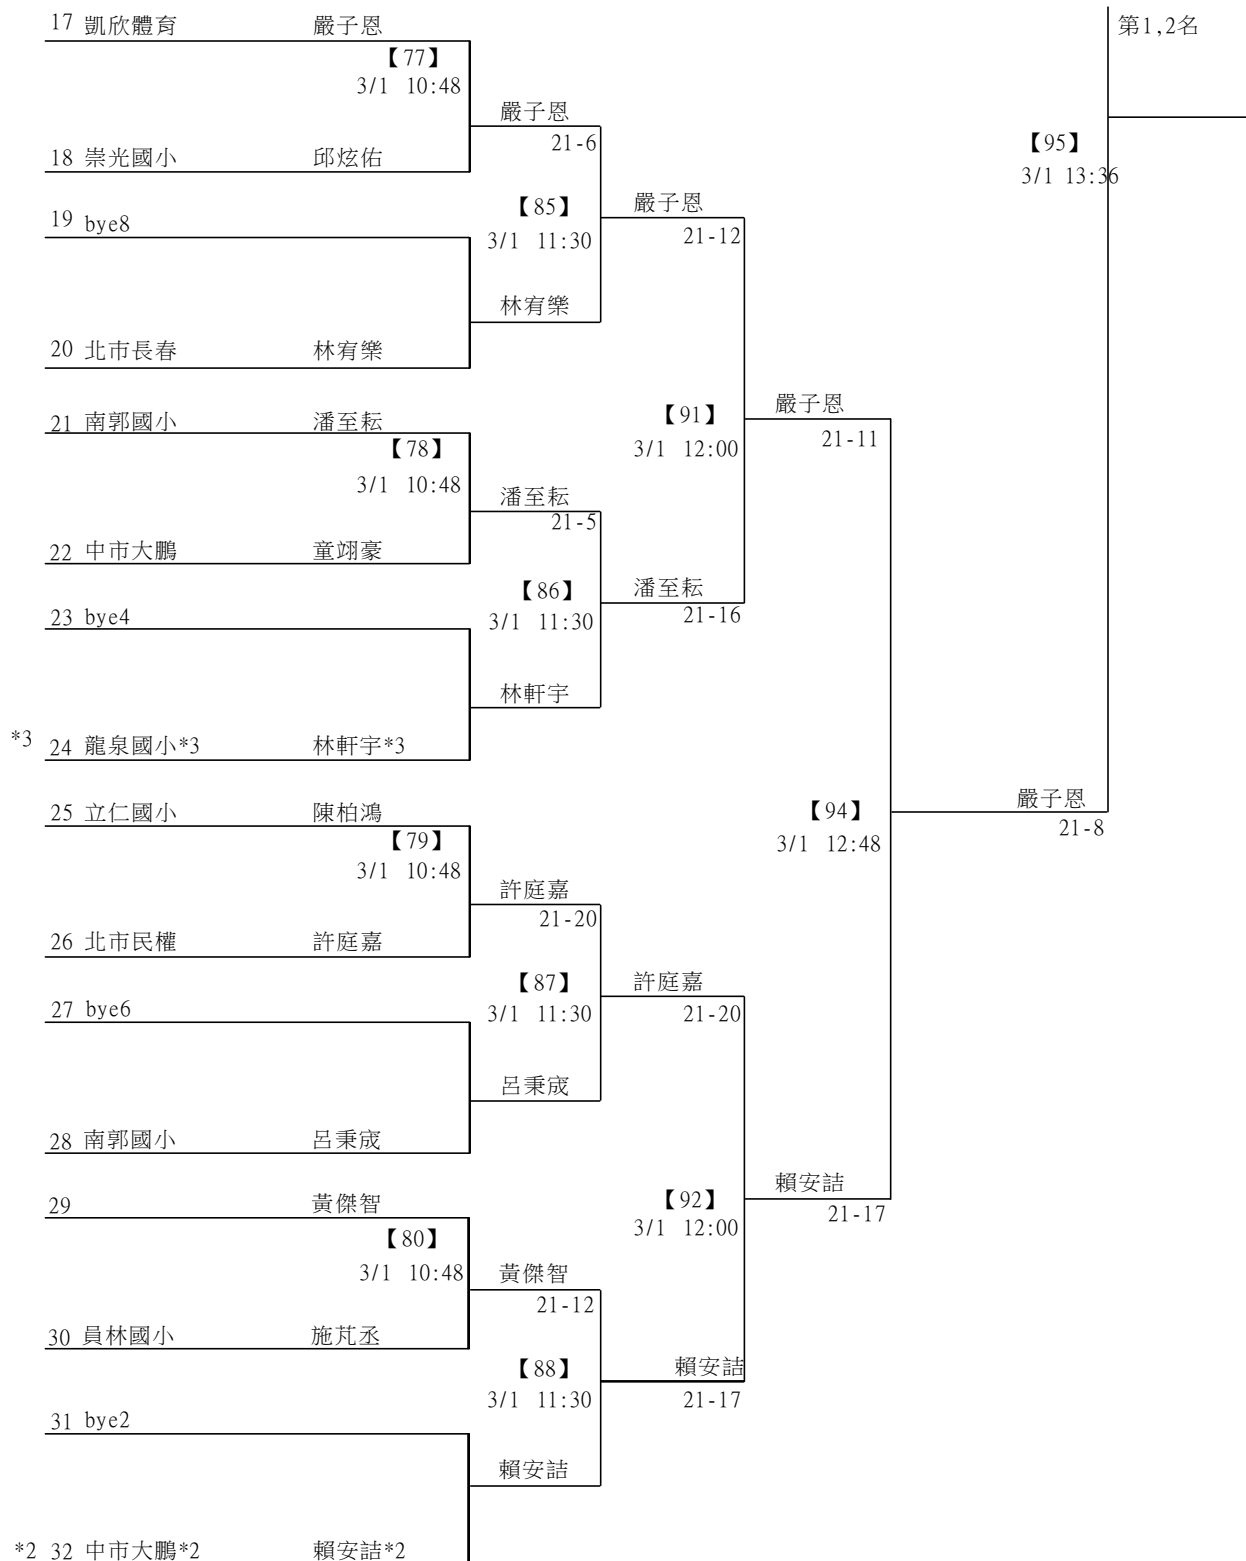 17 凱欣體育 嚴子恩
第1,2名
【77】
3/1 10:48
嚴子恩
21-6
【95】
3/1 13:36
18 崇光國小 邱炫佑
19 bye8
【85】
3/1 11:30
嚴子恩
21-12
林宥樂
20 北市長春 林宥樂
21 南郭國小 潘至耘
【78】
3/1 10:48
【91】
3/1 12:00
嚴子恩
21-11
潘至耘
21-5
22 中市大鵬 童翊豪
【86】
3/1 11:30
潘至耘
21-16
23 bye4
林軒宇
*3 24 龍泉國小*3 林軒宇*3
25 立仁國小 陳柏鴻
【79】
3/1 10:48
【94】
3/1 12:48
嚴子恩
21-8
許庭嘉
21-20
26 北市民權 許庭嘉
【87】
3/1 11:30
許庭嘉
21-20
27 bye6
呂秉宬
28 南郭國小 呂秉宬
29 黃傑智
【80】
3/1 10:48
【92】
3/1 12:00
賴安喆
21-17
黃傑智
21-12
30 員林國小 施芃丞
【88】
3/1 11:30
賴安喆
21-17
31 bye2
賴安喆
*2 32 中市大鵬*2 賴安喆*2